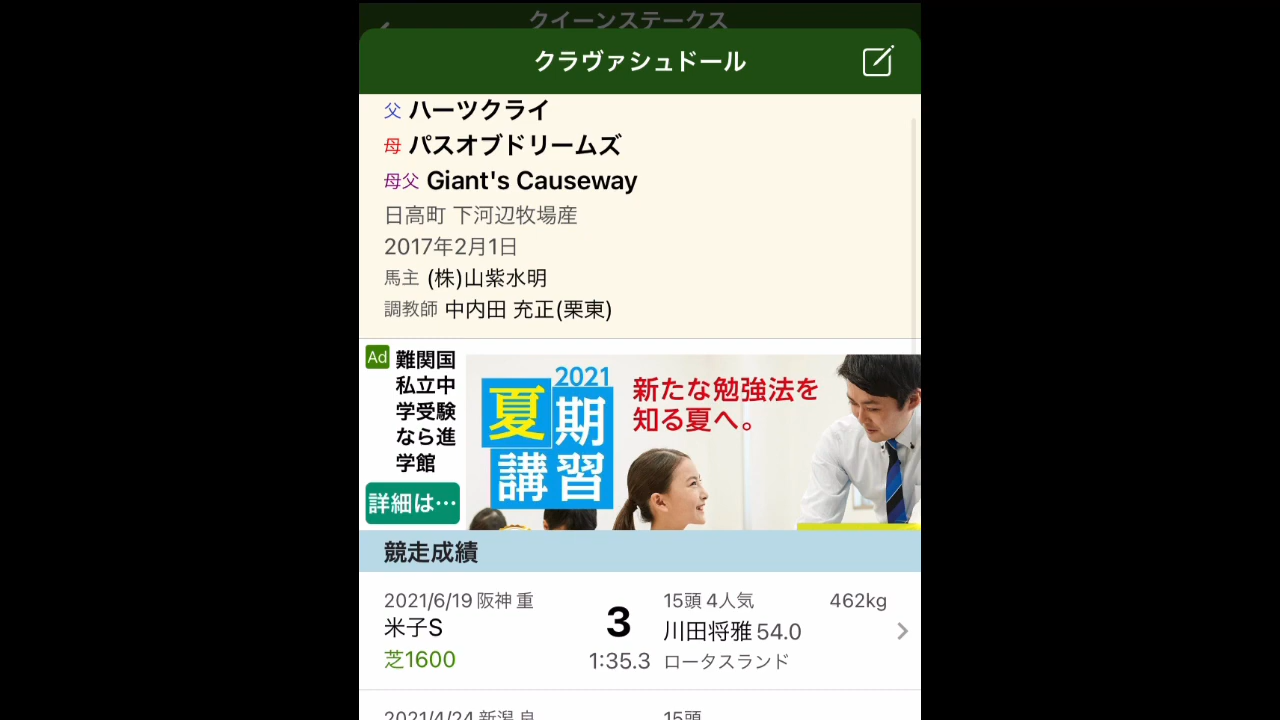 クイーンステークス
クラヴァシュドール
父 ハーツクライ
母 パスオブドリームズ
母父 Giant's Causeway
日高町 下河辺牧場産
2017年2月1日
馬主 (株)山紫水明
調教師 中内田 充正(栗東)
Ad 難関国
私立中
学受験
なら進
学館
詳細は…
2021
夏期
講習
新たな勉強法を
知る夏へ。
競走成績
2021/6/19 阪神 重
米子S
芝1600
3
1:35.3
15頭 4人気 462kg
川田将雅 54.0
ロータスランド
2021/4/24 新潟 良
15頭